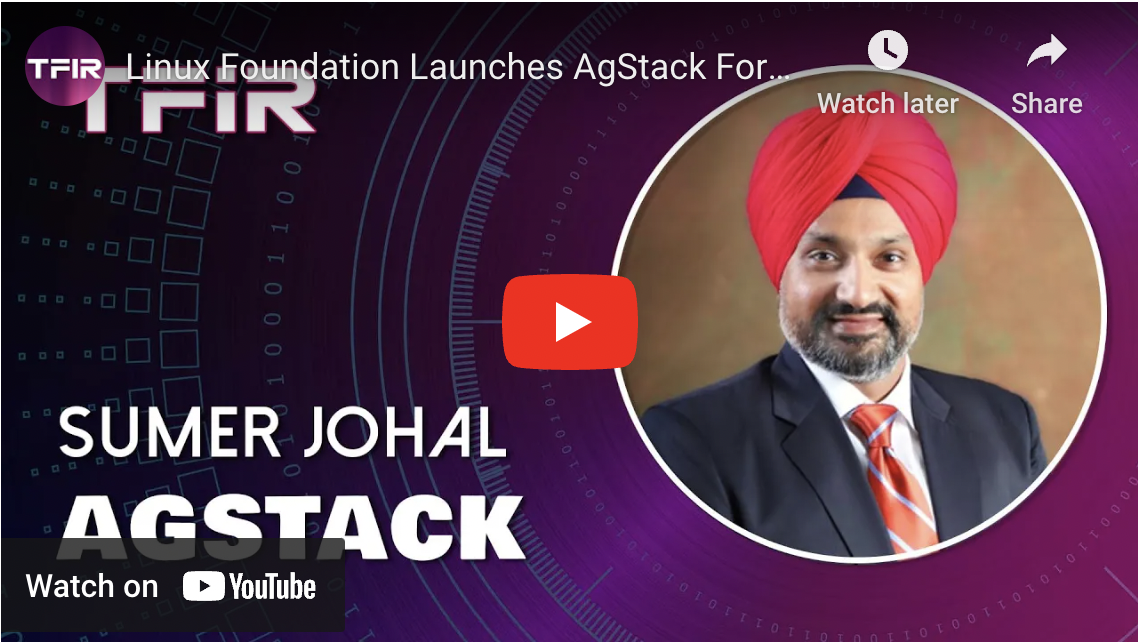 TFIR
Linux Foundation Launches AgStack For...
Watch later
Share
TFIR
SUMER JOHAL
AGSTACK
Watch on YouTube